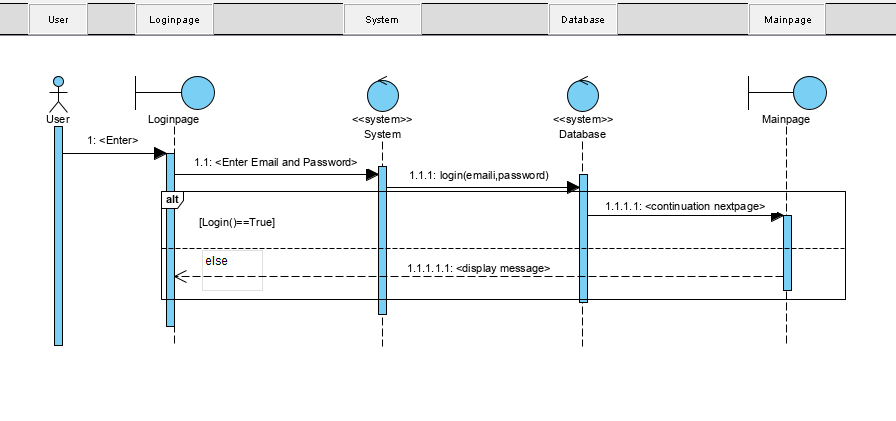 User
Loginpage
System
Database
Mainpage
User
Loginpage
<<system>>
System
<<system>>
Database
Mainpage
1: <Enter>
1.1: <Enter Email and Password>
1.1.1: login(emaili,password)
alt
1.1.1.1: <continuation nextpage>
[Login()==True]
else
1.1.1.1.1: <display message>